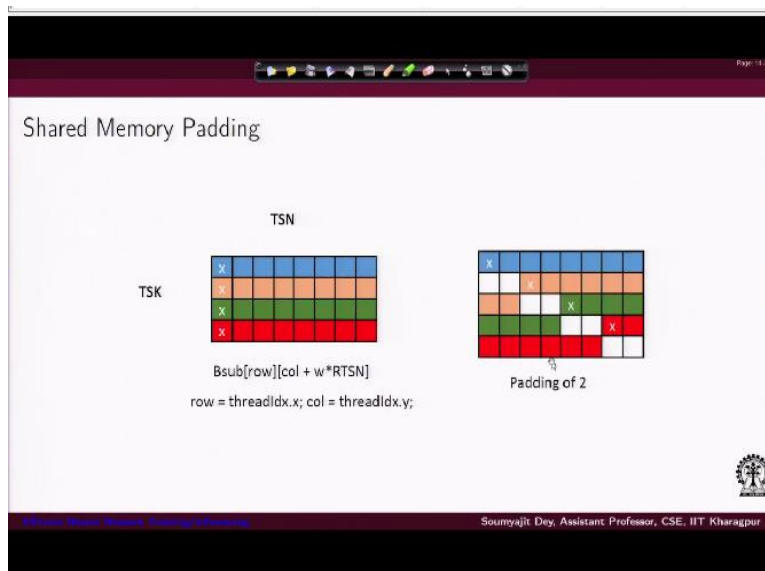 Shared Memory Padding
TSN
TSK
X
X
X
X
X
X
X
X
Bsub[row][col + w*RTSN]
row = threadIdx.x; col = threadIdx.y;
Padding of 2
Soumyajit Dey, Assistant Professor, CSE, IIT Kharagpur